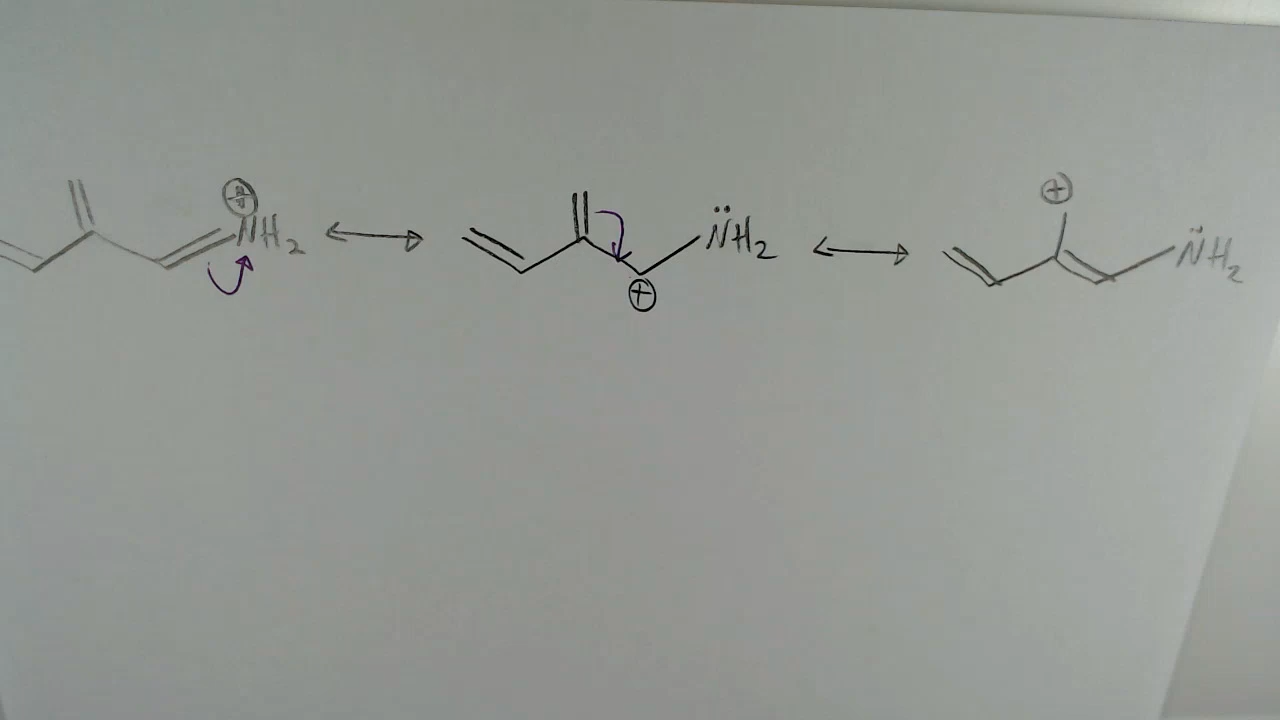 ⊕ NH₂ ↔ N̈H₂ ⊕ ↔ ⊕ N̈H₂